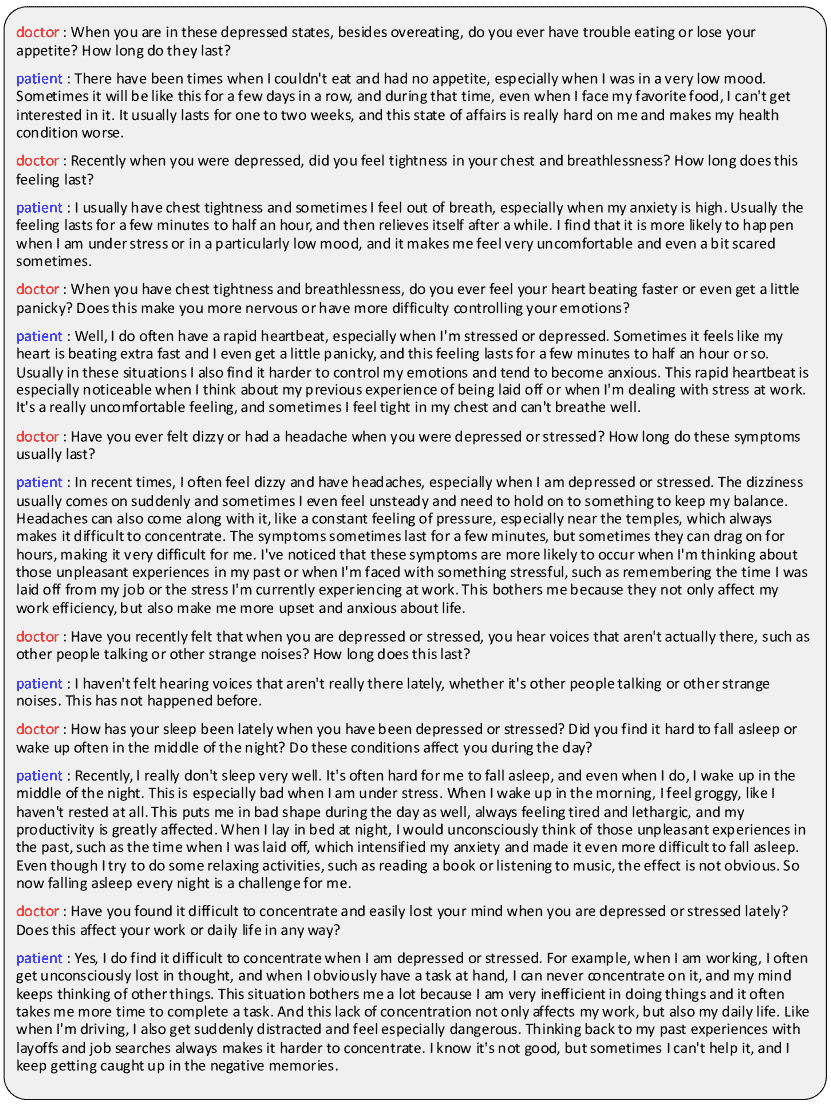 doctor : When you are in these depressed states, besides overeating, do you ever have trouble eating or lose your
appetite? How long do they last?
patient : There have been times when I couldn't eat and had no appetite, especially when I was in a very low mood.
Sometimes it will be like this for a few days in a row, and during that time, even when I face my favorite food, I can't get
interested in it. It usually lasts for one to two weeks, and this state of affairs is really hard on me and makes my health
condition worse.
doctor : Recently when you were depressed, did you feel tightness in your chest and breathlessness? How long does this
feeling last?
patient : I usually have chest tightness and sometimes I feel out of breath, especially when my anxiety is high. Usually the
feeling lasts for a few minutes to half an hour, and then relieves itself after a while. I find that it is more likely to happen
when I am under stress or in a particularly low mood, and it makes me feel very uncomfortable and even a bit scared
sometimes.
doctor : When you have chest tightness and breathlessness, do you ever feel your heart beating faster or even get a little
panicky? Does this make you more nervous or have more difficulty controlling your emotions?
patient : Well, I do often have a rapid heartbeat, especially when I'm stressed or depressed. Sometimes it feels like my
heart is beating extra fast and I even get a little panicky, and this feeling lasts for a few minutes to half an hour or so.
Usually in these situations I also find it harder to control my emotions and tend to become anxious. This rapid heartbeat is
especially noticeable when I think about my previous experience of being laid off or when I'm dealing with stress at work.
It's a really uncomfortable feeling, and sometimes I feel tight in my chest and can't breathe well.
doctor : Have you ever felt dizzy or had a headache when you were depressed or stressed? How long do these symptoms
usually last?
patient : In recent times, I often feel dizzy and have headaches, especially when I am depressed or stressed. The dizziness
usually comes on suddenly and sometimes I even feel unsteady and need to hold on to something to keep my balance.
Headaches can also come along with it, like a constant feeling of pressure, especially near the temples, which always
makes it difficult to concentrate. The symptoms sometimes last for a few minutes, but sometimes they can drag on for
hours, making it very difficult for me. I've noticed that these symptoms are more likely to occur when I'm thinking about
those unpleasant experiences in my past or when I'm faced with something stressful, such as remembering the time I was
laid off from my job or the stress I'm currently experiencing at work. This bothers me because they not only affect my
work efficiency, but also make me more upset and anxious about life.
doctor : Have you recently felt that when you are depressed or stressed, you hear voices that aren't actually there, such as
other people talking or other strange noises? How long does this last?
patient : I haven't felt hearing voices that aren't really there lately, whether it's other people talking or other strange
noises. This has not happened before.
doctor : How has your sleep been lately when you have been depressed or stressed? Did you find it hard to fall asleep or
wake up often in the middle of the night? Do these conditions affect you during the day?
patient : Recently, I really don't sleep very well. It's often hard for me to fall asleep, and even when I do, I wake up in the
middle of the night. This is especially bad when I am under stress. When I wake up in the morning, I feel groggy, like I
haven't rested at all. This puts me in bad shape during the day as well, always feeling tired and lethargic, and my
productivity is greatly affected. When I lay in bed at night, I would unconsciously think of those unpleasant experiences in
the past, such as the time when I was laid off, which intensified my anxiety and made it even more difficult to fall asleep.
Even though I try to do some relaxing activities, such as reading a book or listening to music, the effect is not obvious. So
now falling asleep every night is a challenge for me.
doctor : Have you found it difficult to concentrate and easily lost your mind when you are depressed or stressed lately?
Does this affect your work or daily life in any way?
patient : Yes, I do find it difficult to concentrate when I am depressed or stressed. For example, when I am working, I often
get unconsciously lost in thought, and when I obviously have a task at hand, I can never concentrate on it, and my mind
keeps thinking of other things. This situation bothers me a lot because I am very inefficient in doing things and it often
takes me more time to complete a task. And this lack of concentration not only affects my work, but also my daily life. Like
when I'm driving, I also get suddenly distracted and feel especially dangerous. Thinking back to my past experiences with
layoffs and job searches always makes it harder to concentrate. I know it's not good, but sometimes I can't help it, and I
keep getting caught up in the negative memories.